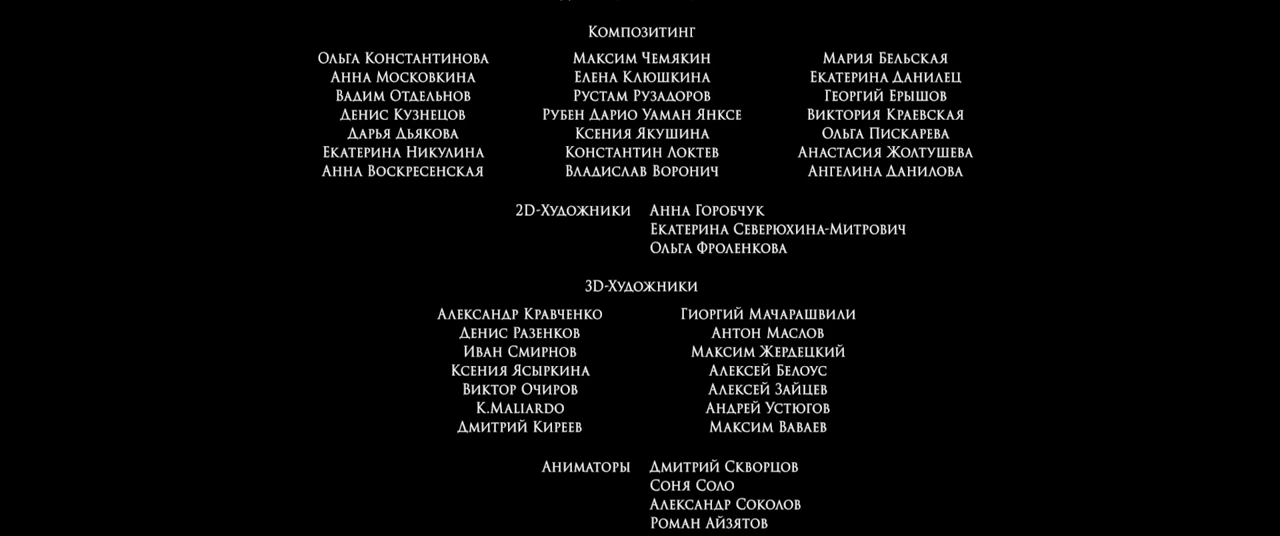 Композитинг
Ольга Константинова Максим Чемякин Мария Бельская
Анна Московкина Елена Клюшкина Екатерина Данилец
Вадим Отдельнов Рустам Рузадоров Георгий Ерышов
Денис Кузнецов Рубен Дарио Уаман Янксе Виктория Краевская
Дарья Дьякова Ксения Якушина Ольга Пискарева
Екатерина Никулина Константин Локтев Анастасия Жолтушева
Анна Воскресенская Владислав Воронич Ангелина Данилова
2D-Художники Анна Горобчук
Екатерина Северюхина-Митрович
Ольга Фроленкова
3D-Художники
Александр Кравченко Гиоргий Мачарашвили
Денис Разенков Антон Маслов
Иван Смирнов Максим Жердецкий
Ксения Ясыркина Алексей Белоус
Виктор Очиров Алексей Зайцев
K.Maliardo Андрей Устюгов
Дмитрий Киреев Максим Ваваев
Аниматоры Дмитрий Скворцов
Соня Соло
Александр Соколов
Роман Айзятов